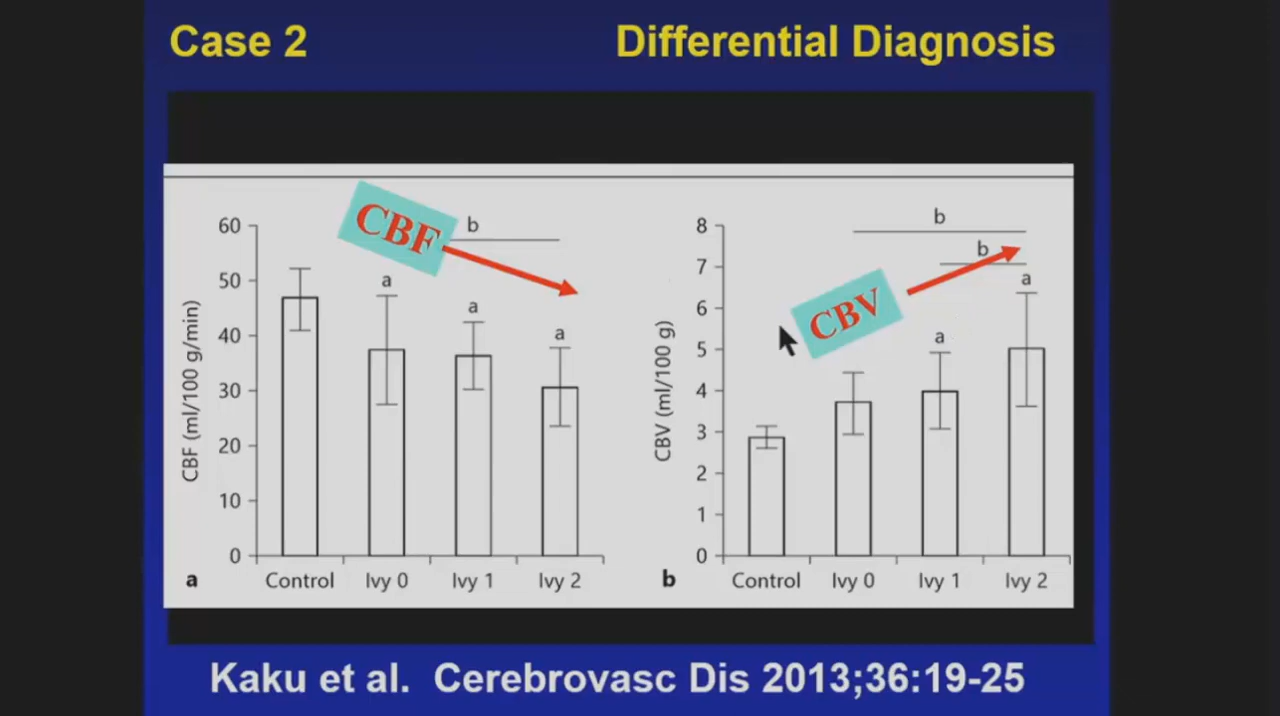 Case 2
Differential Diagnosis
CBF
b
60
50
40
30
20
10
0
CBF (ml/100 g/min)
a
a
a
Control
Ivy 0
Ivy 1
Ivy 2
a
CBV
b
b
8
7
6
5
4
3
2
1
0
CBV (ml/100 g)
a
a
Control
Ivy 0
Ivy 1
Ivy 2
b
Kaku et al. Cerebrovasc Dis 2013;36:19-25